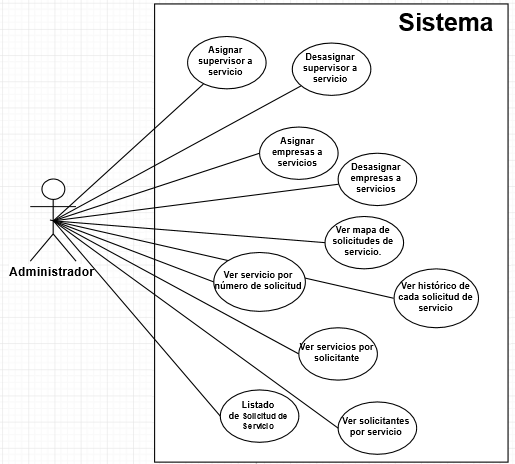 Sistema
Asignar
supervisor a
servicio
Desasignar
supervisor a
servicio
Asignar
empresas a
servicios
Desasignar
empresas a
servicios
Ver mapa de
solicitudes de
servicio.
Administrador
Ver servicio por
número de solicitud
Ver histórico de
cada solicitud de
servicio
Ver servicios por
solicitante
Listado
de Solicitud de
Servicio
Ver solicitantes
por servicio